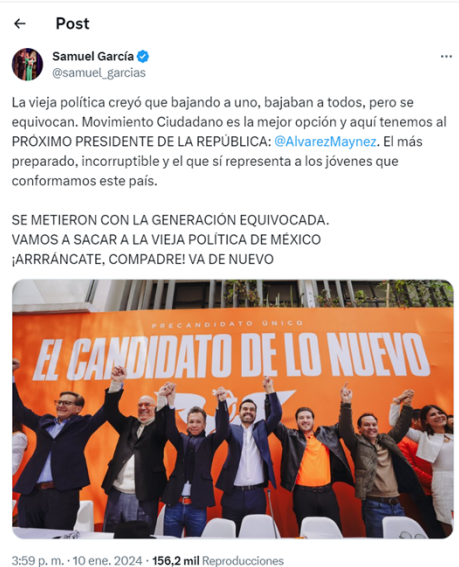 Post
Samuel García
@samuel_garcias
La vieja política creyó que bajando a uno, bajaban a todos, pero se
equivocan. Movimiento Ciudadano es la mejor opción y aquí tenemos al
PRÓXIMO PRESIDENTE DE LA REPÚBLICA: @AlvarezMaynez. El más
preparado, incorruptible y el que sí representa a los jóvenes que
conformamos este país.
SE METIERON CON LA GENERACIÓN EQUIVOCADA.
VAMOS A SACAR A LA VIEJA POLÍTICA DE MÉXICO
¡ARRRÁNCATE, COMPADRE! VA DE NUEVO
PRECANDIDATO ÚNICO
EL CANDIDATO DE LO NUEVO
3:59 p. m. · 10 ene. 2024 · 156,2 mil Reproducciones